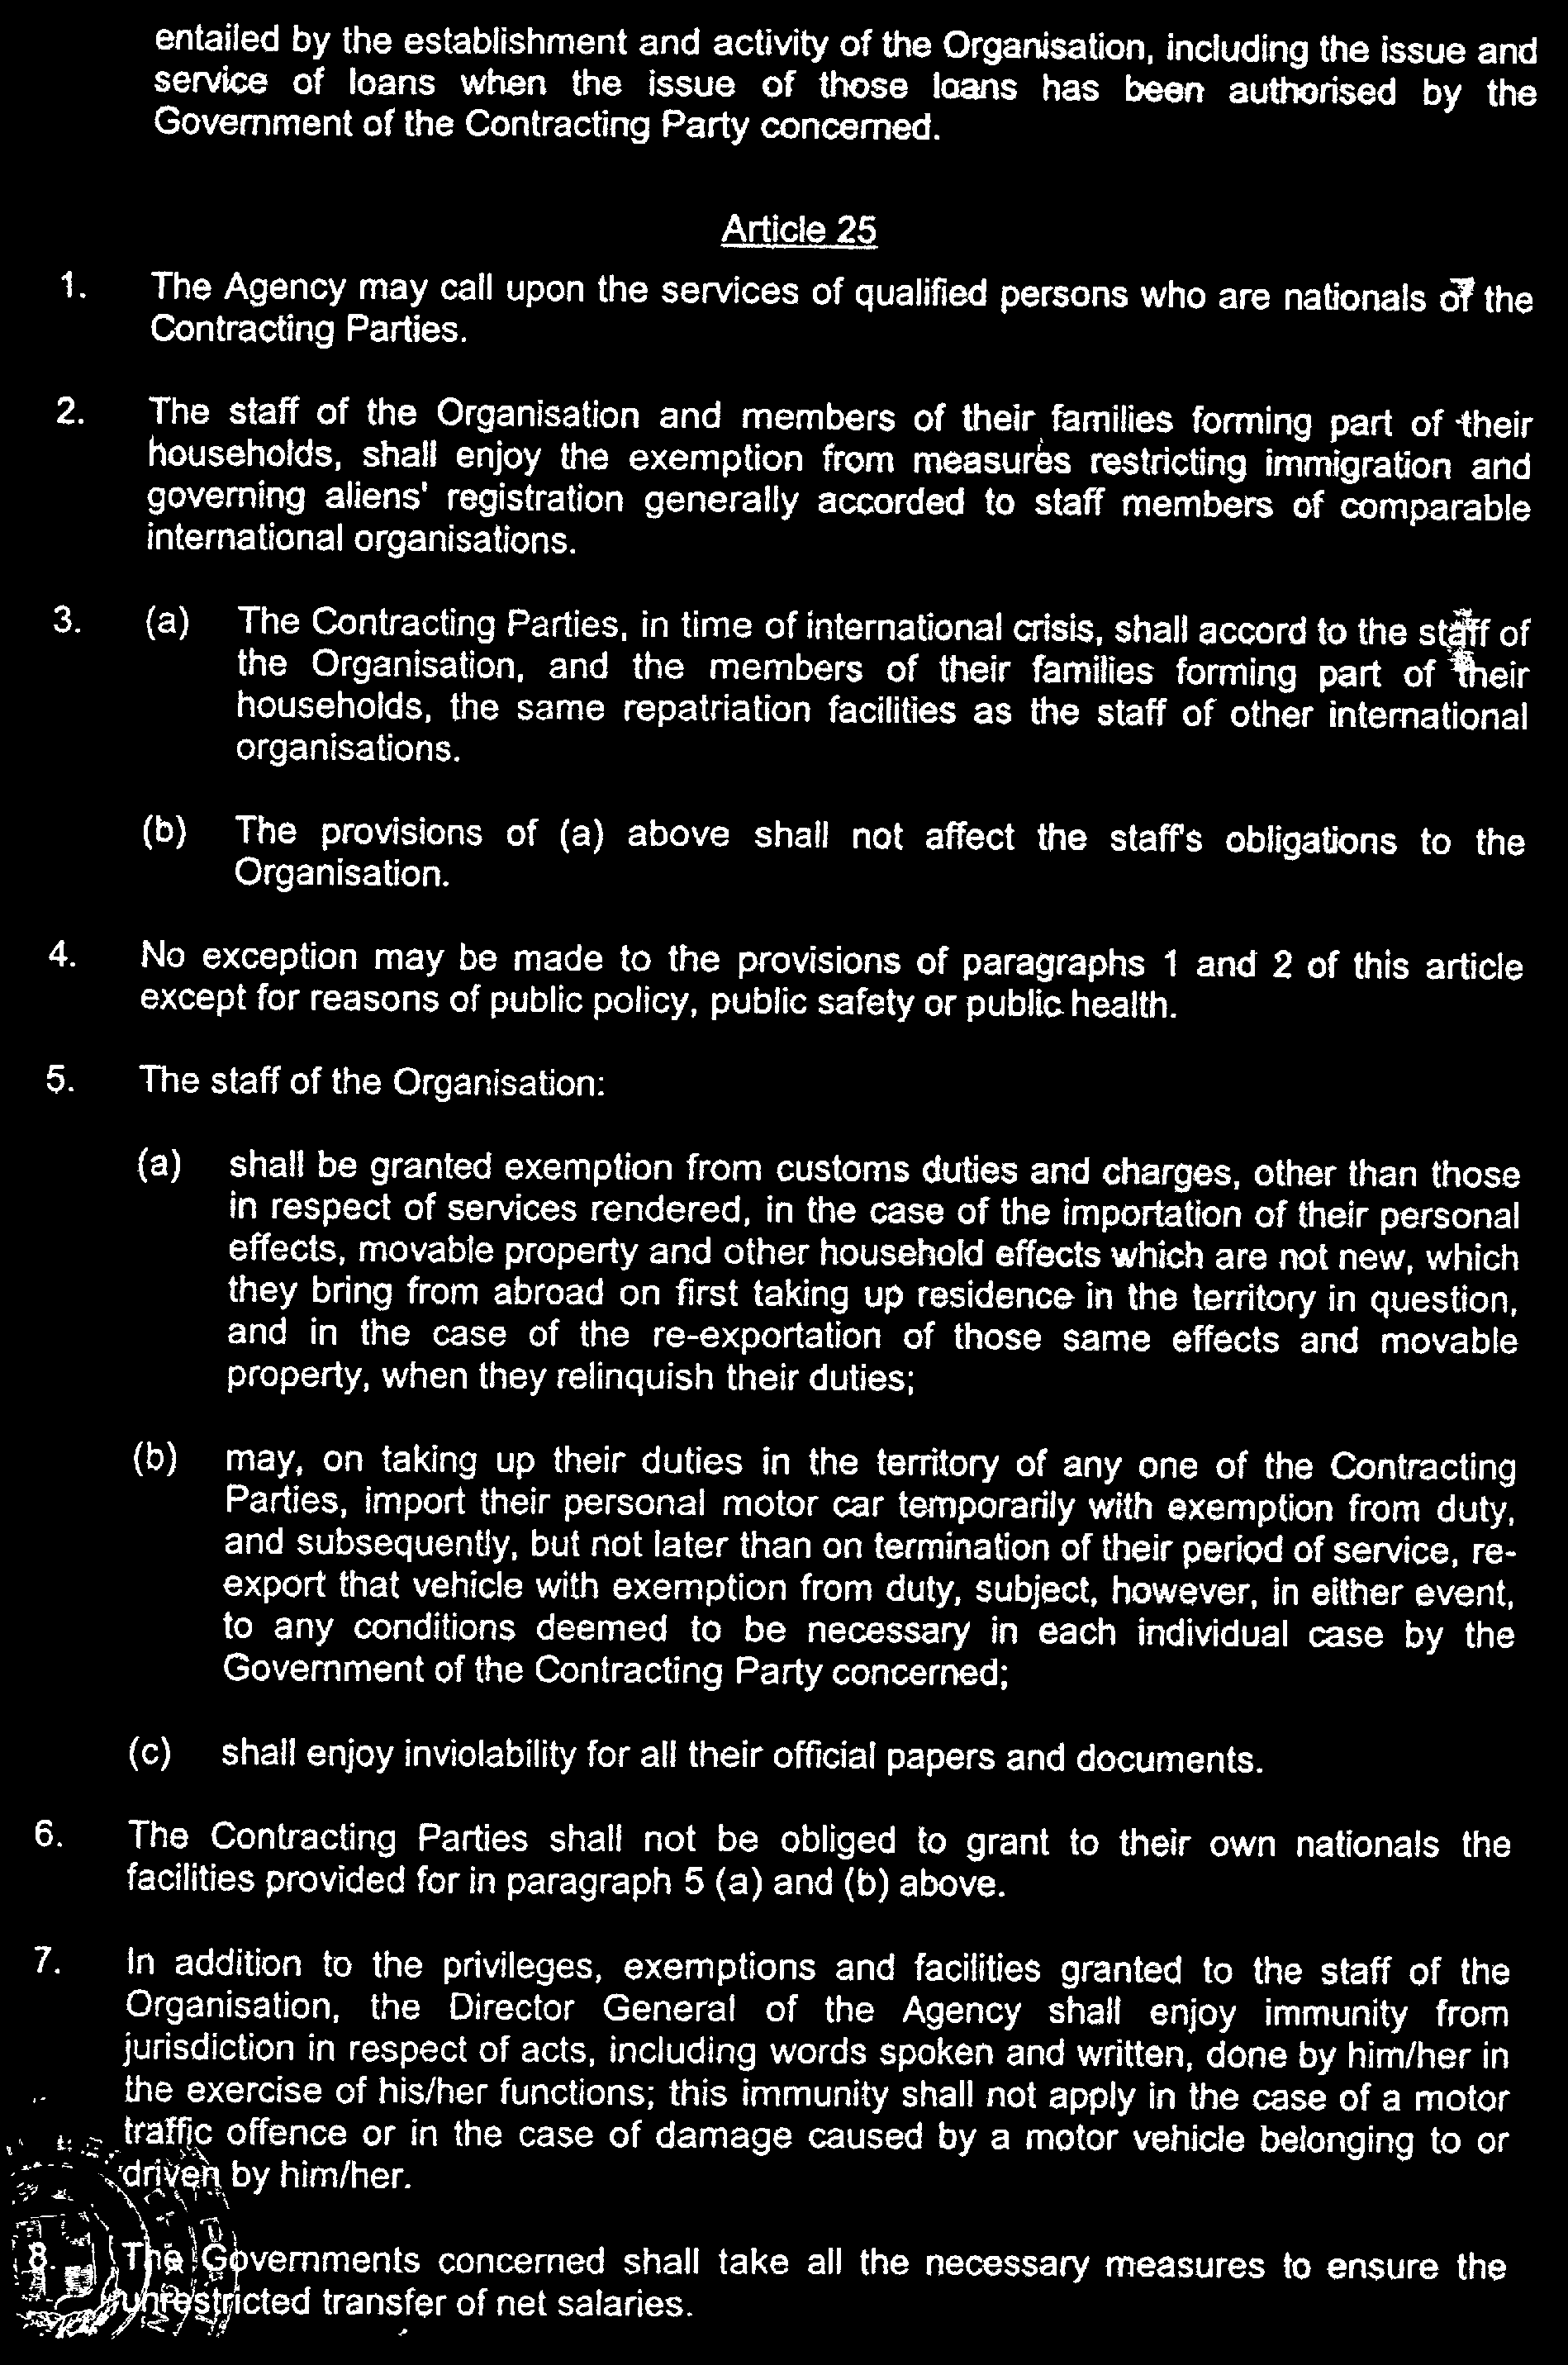 entailed by the establishment and activity of the Organisation, including the issue and
service of loans when the issue of those loans has been authorised by the
Government of the Contracting Party concerned.
Article 25
1. The Agency may call upon the services of qualified persons who are nationals of the
Contracting Parties.
2. The staff of the Organisation and members of their families forming part of their
households, shall enjoy the exemption from measures restricting immigration and
governing aliens' registration generally accorded to staff members of comparable
international organisations.
3. (a) The Contracting Parties, in time of international crisis, shall accord to the staff of
the Organisation, and the members of their families forming part of their
households, the same repatriation facilities as the staff of other international
organisations.
(b) The provisions of (a) above shall not affect the staff's obligations to the
Organisation.
4. No exception may be made to the provisions of paragraphs 1 and 2 of this article
except for reasons of public policy, public safety or public health.
5. The staff of the Organisation:
(a) shall be granted exemption from customs duties and charges, other than those
in respect of services rendered, in the case of the importation of their personal
effects, movable property and other household effects which are not new, which
they bring from abroad on first taking up residence in the territory in question,
and in the case of the re-exportation of those same effects and movable
property, when they relinquish their duties;
(b) may, on taking up their duties in the territory of any one of the Contracting
Parties, import their personal motor car temporarily with exemption from duty,
and subsequently, but not later than on termination of their period of service, re-
export that vehicle with exemption from duty, subject, however, in either event,
to any conditions deemed to be necessary in each individual case by the
Government of the Contracting Party concerned;
(c) shall enjoy inviolability for all their official papers and documents.
6. The Contracting Parties shall not be obliged to grant to their own nationals the
facilities provided for in paragraph 5 (a) and (b) above.
7. In addition to the privileges, exemptions and facilities granted to the staff of the
Organisation, the Director General of the Agency shall enjoy immunity from
jurisdiction in respect of acts, including words spoken and written, done by him/her in
the exercise of his/her functions; this immunity shall not apply in the case of a motor
traffic offence or in the case of damage caused by a motor vehicle belonging to or
driven by him/her.
8. The Governments concerned shall take all the necessary measures to ensure the
unrestricted transfer of net salaries.